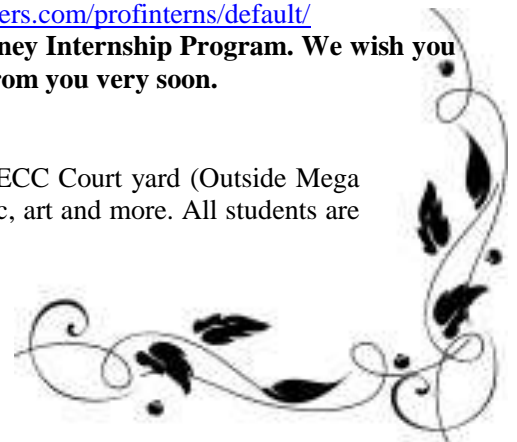 ers.com/profinterns/default/
ney Internship Program. We wish you
rom you very soon.
ECC Court yard (Outside Mega
c, art and more. All students are